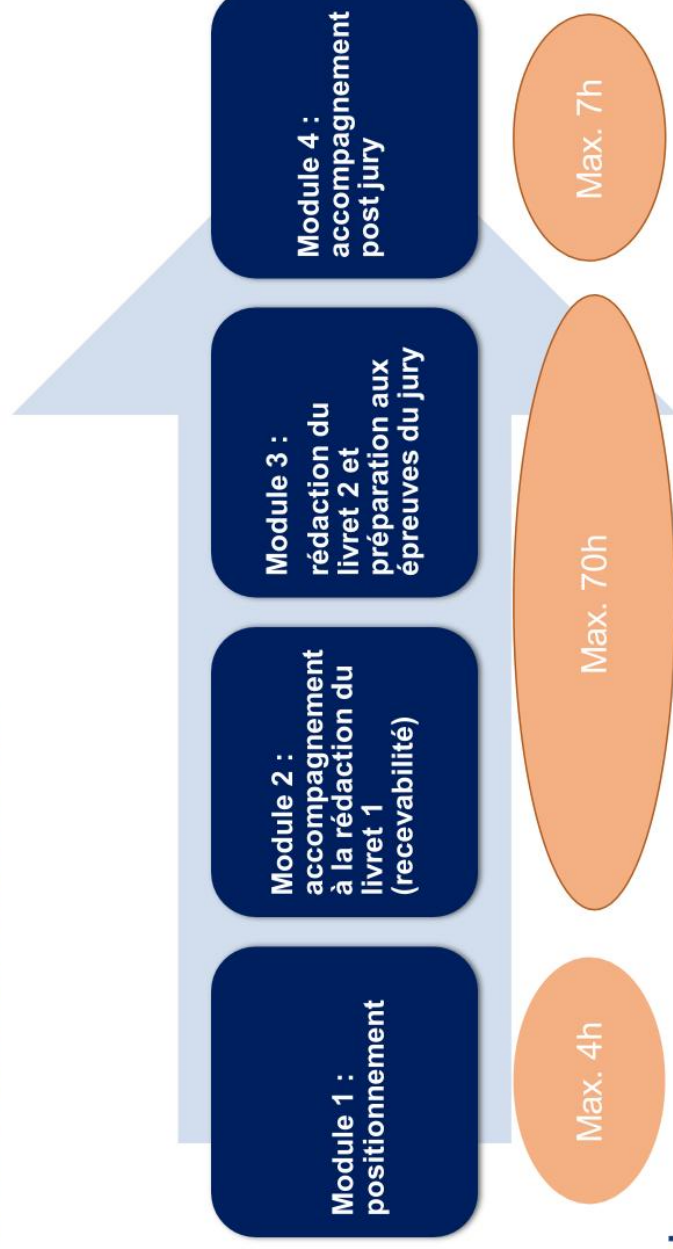 Module 1 :
positionnement
Module 2 :
accompagnement
à la rédaction du
livret 1
(recevabilité)
Module 3 :
rédaction du
livret 2 et
préparation aux
épreuves du jury
Module 4 :
accompagnement
post jury
Max. 4h
Max. 70h
Max. 7h